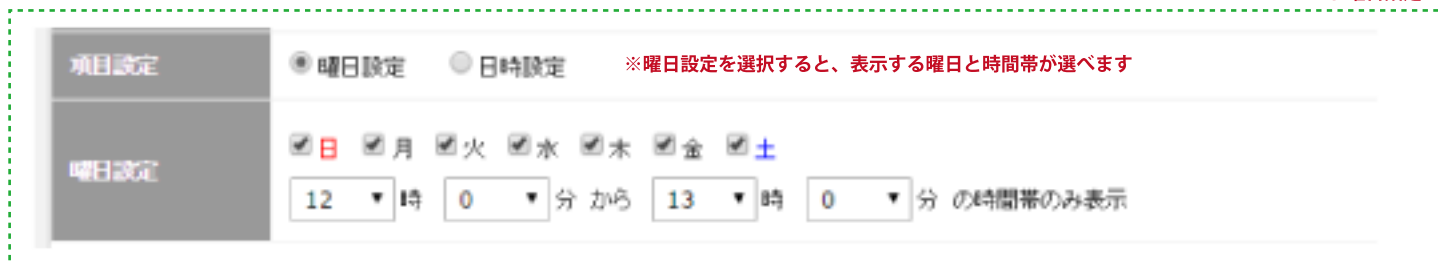 項目設定 曜日設定 日時設定 ※曜日設定を選択すると、表示する曜日と時間帯が選べます
曜日設定
日 月 火 水 木 金 土
12 時 0 分 から 13 時 0 分 の時間帯のみ表示